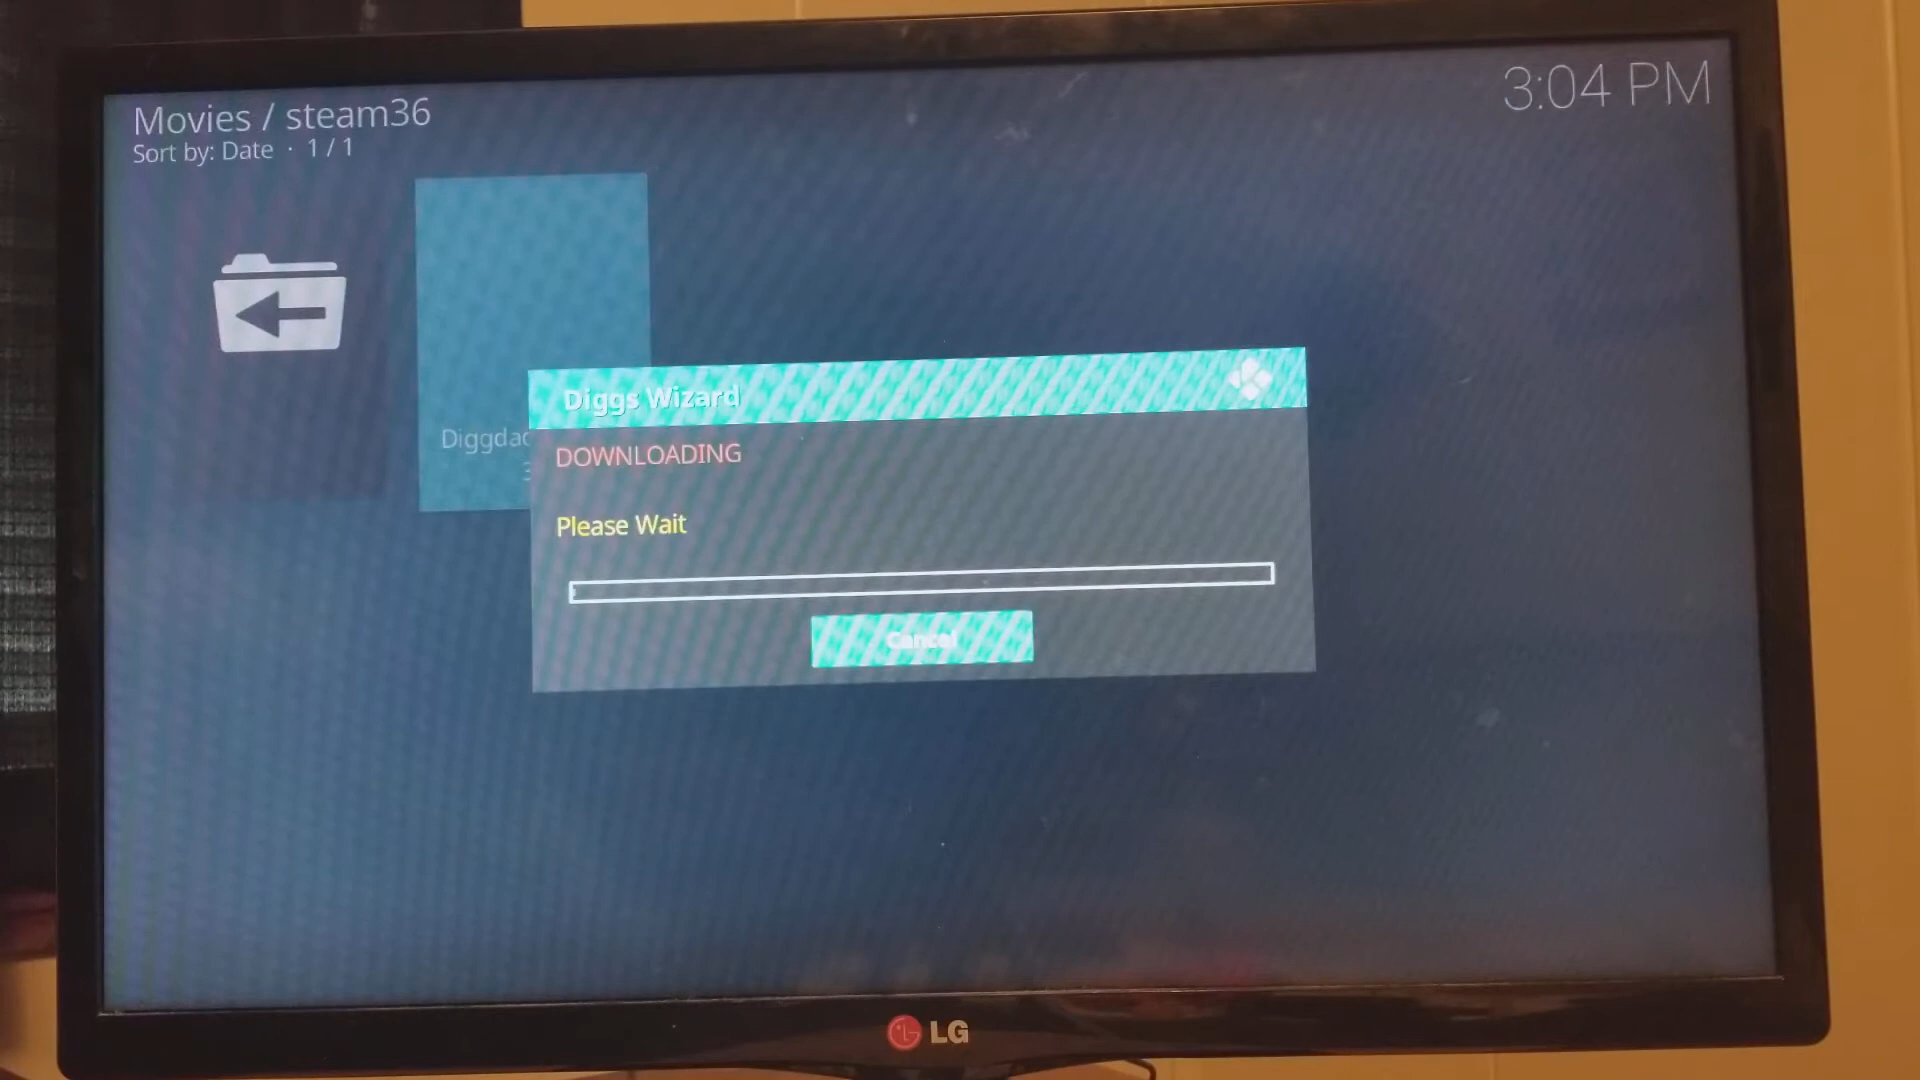 Movies / steam36
Sort by: Date · 1 / 1
3:04 PM
Diggs Wizard
DOWNLOADING
Please Wait
Cancel
LG